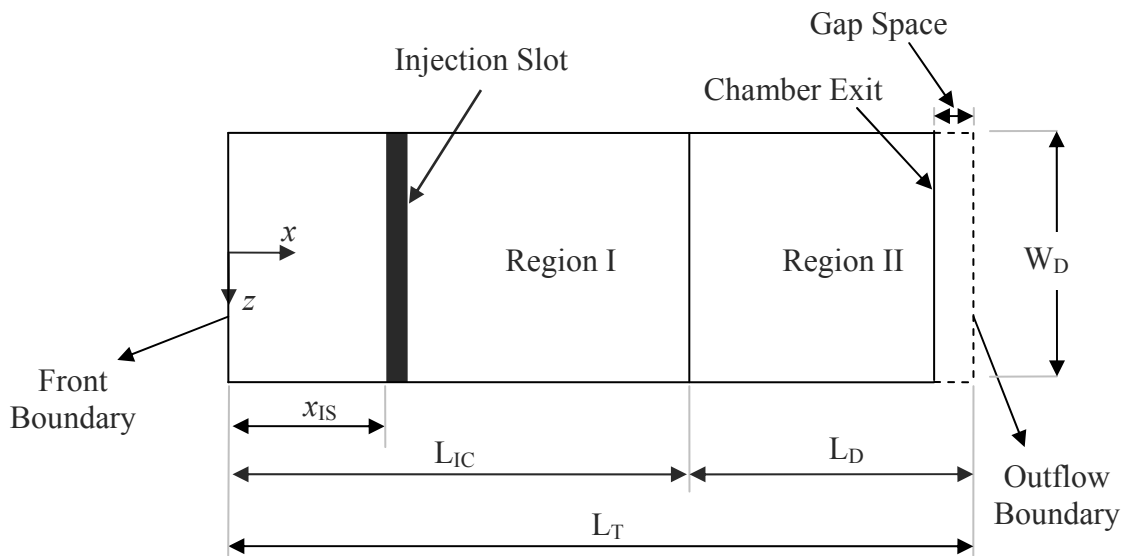 Gap Space
Injection Slot
Chamber Exit
x
Region I
Region II
W_D
z
Front
Boundary
x_IS
L_IC
L_D
Outflow
Boundary
L_T